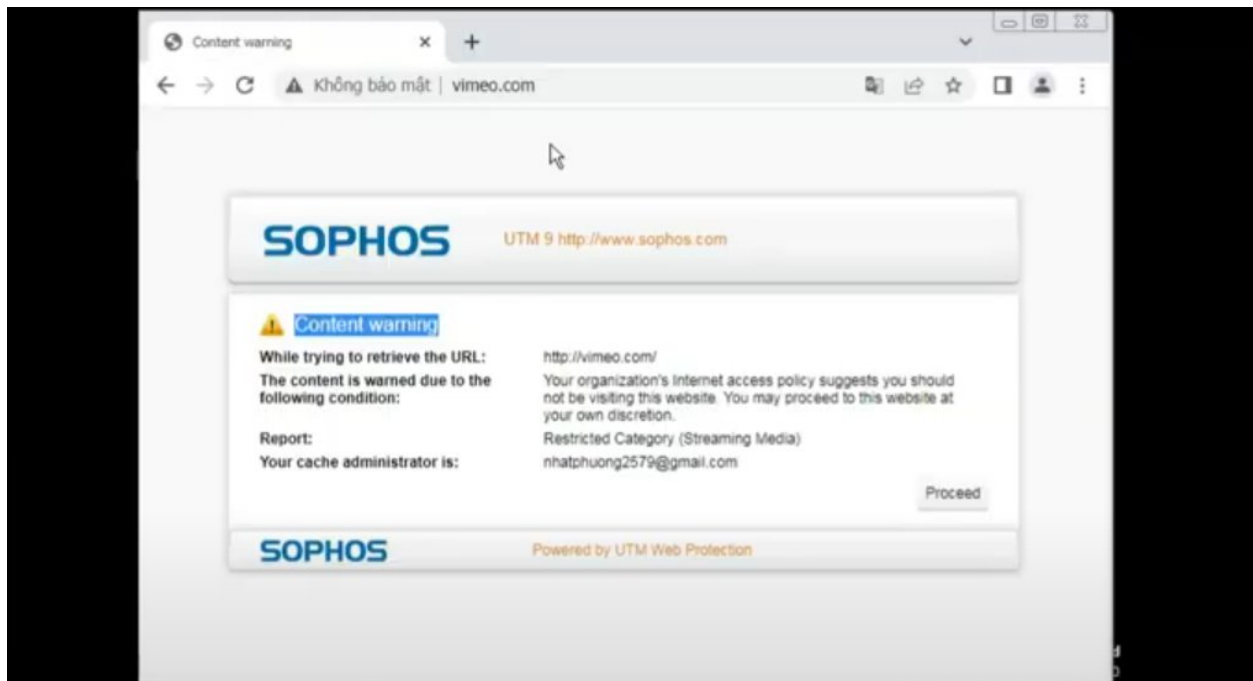 Content warning
Không bảo mật | vimeo.com
SOPHOS UTM 9 http://www.sophos.com
Content warning
While trying to retrieve the URL: http://vimeo.com/
The content is warned due to the following condition: Your organization's Internet access policy suggests you should
not be visiting this website. You may proceed to this website at
your own discretion.
Report: Restricted Category (Streaming Media)
Your cache administrator is: nhatphuong2579@gmail.com
Proceed
SOPHOS Powered by UTM Web Protection